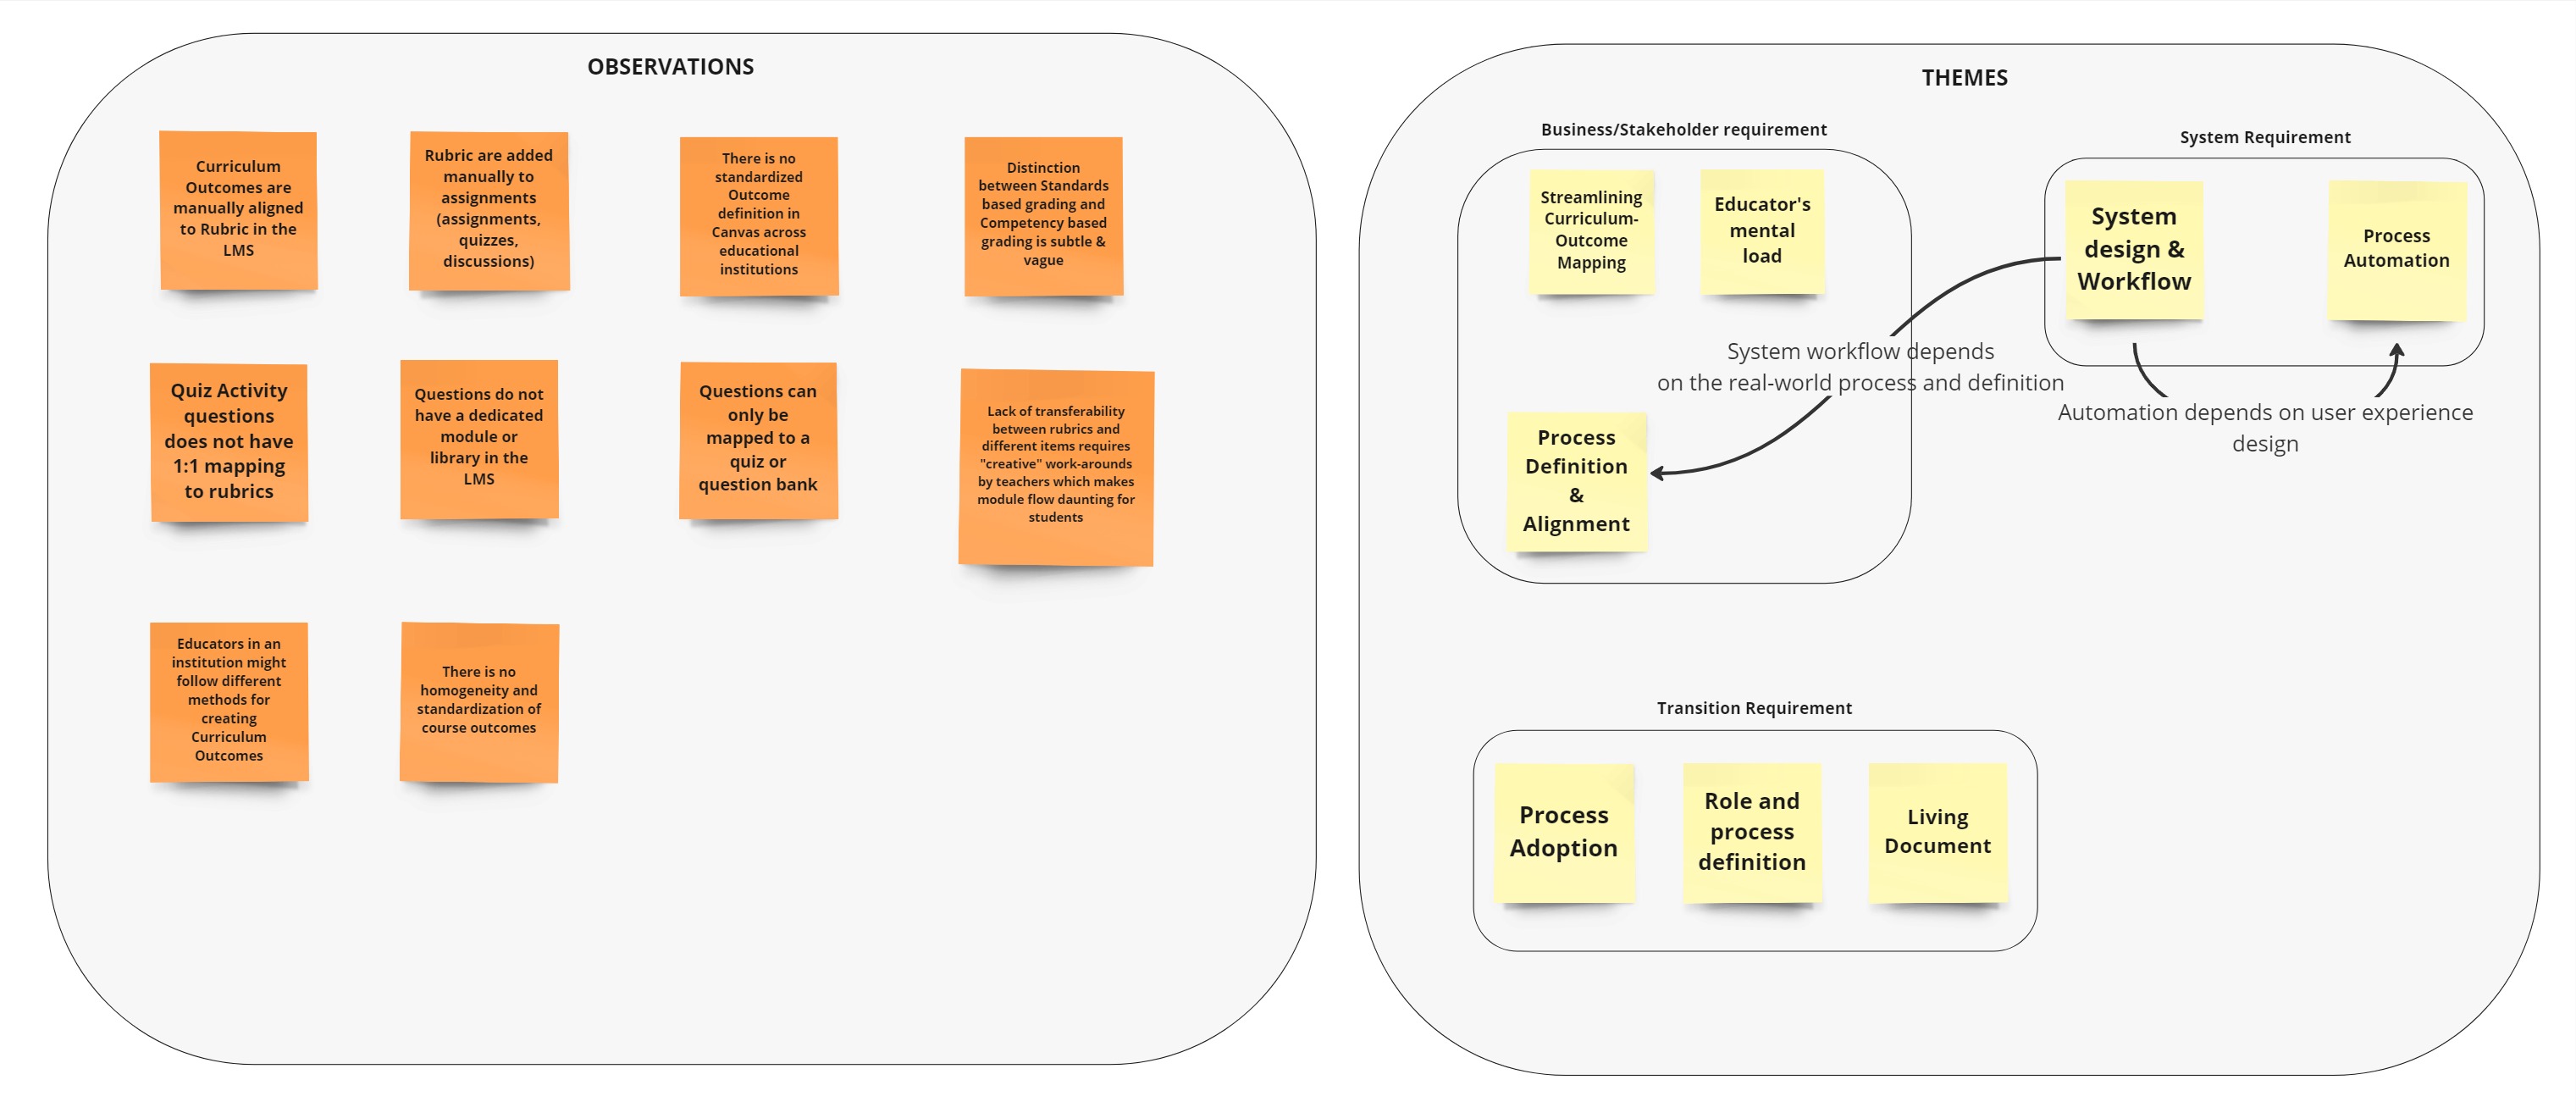 OBSERVATIONS
Curriculum
Outcomes are
manually aligned
to Rubric in the
LMS
Rubric are added
manually to
assignments
(assignments,
quizzes,
discussions)
There is no
standardized
Outcome
definition in
Canvas across
educational
institutions
Distinction
between Standards
based grading and
Competency based
grading is subtle &
vague
Quiz Activity
questions
does not have
1:1 mapping
to rubrics
Questions do not
have a dedicated
module or
library in the
LMS
Questions can
only be
mapped to a
quiz or
question bank
Lack of transferability
between rubrics and
different items requires
"creative" work-arounds
by teachers which makes
module flow daunting for
students
Educators in an
institution might
follow different
methods for
creating
Curriculum
Outcomes
There is no
homogeneity and
standardization of
course outcomes
THEMES
Business/Stakeholder requirement
Streamlining
Curriculum-
Outcome
Mapping
Educator's
mental
load
Process
Definition
&
Alignment
System workflow depends
on the real-world process and definition
System Requirement
System
design &
Workflow
Process
Automation
Automation depends on user experience
design
Transition Requirement
Process
Adoption
Role and
process
definition
Living
Document